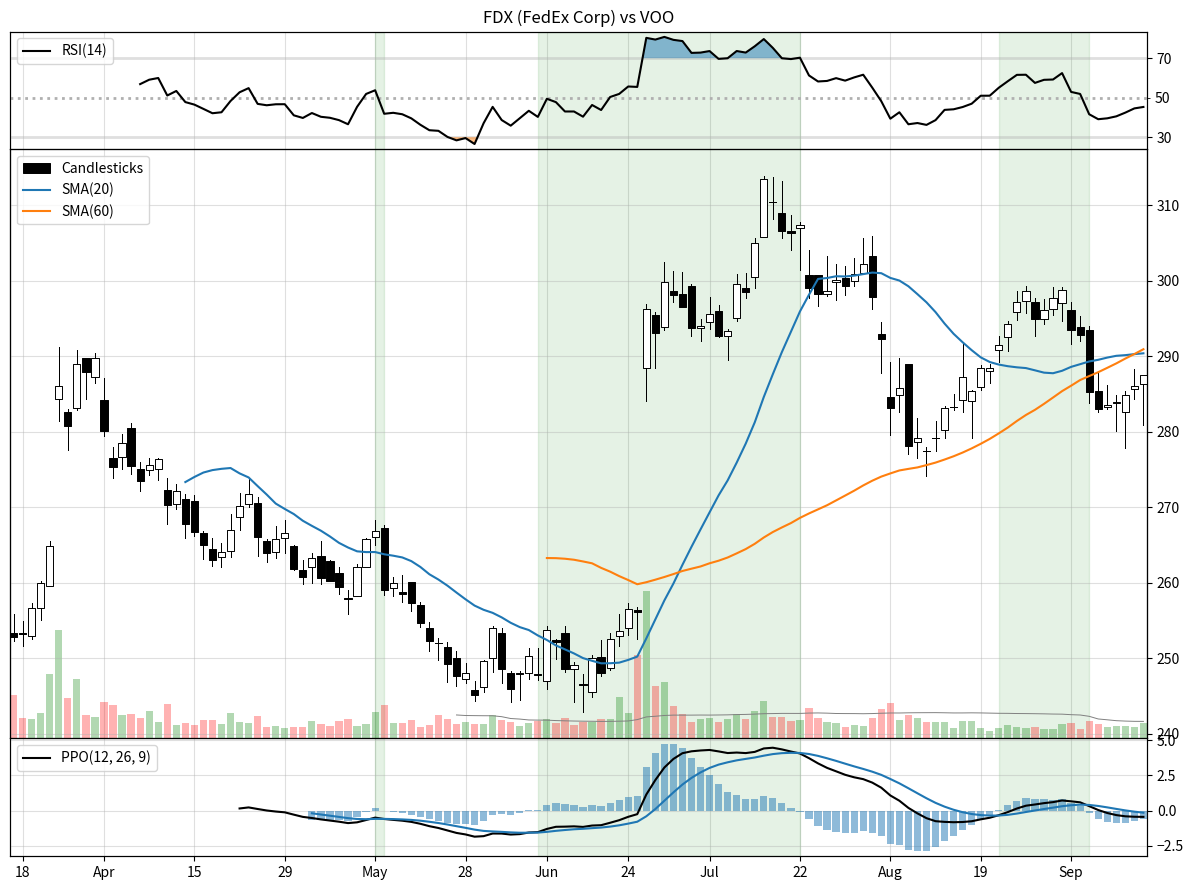 FDX (FedEx Corp) vs VOO
RSI(14)
70
50
30
Candlesticks
SMA(20)
SMA(60)
310
300
290
280
270
260
250
240
5.0
PPO(12, 26, 9)
2.5
0.0
−2.5
18 Apr 15 29 May 28 Jun 24 Jul 22 Aug 19 Sep